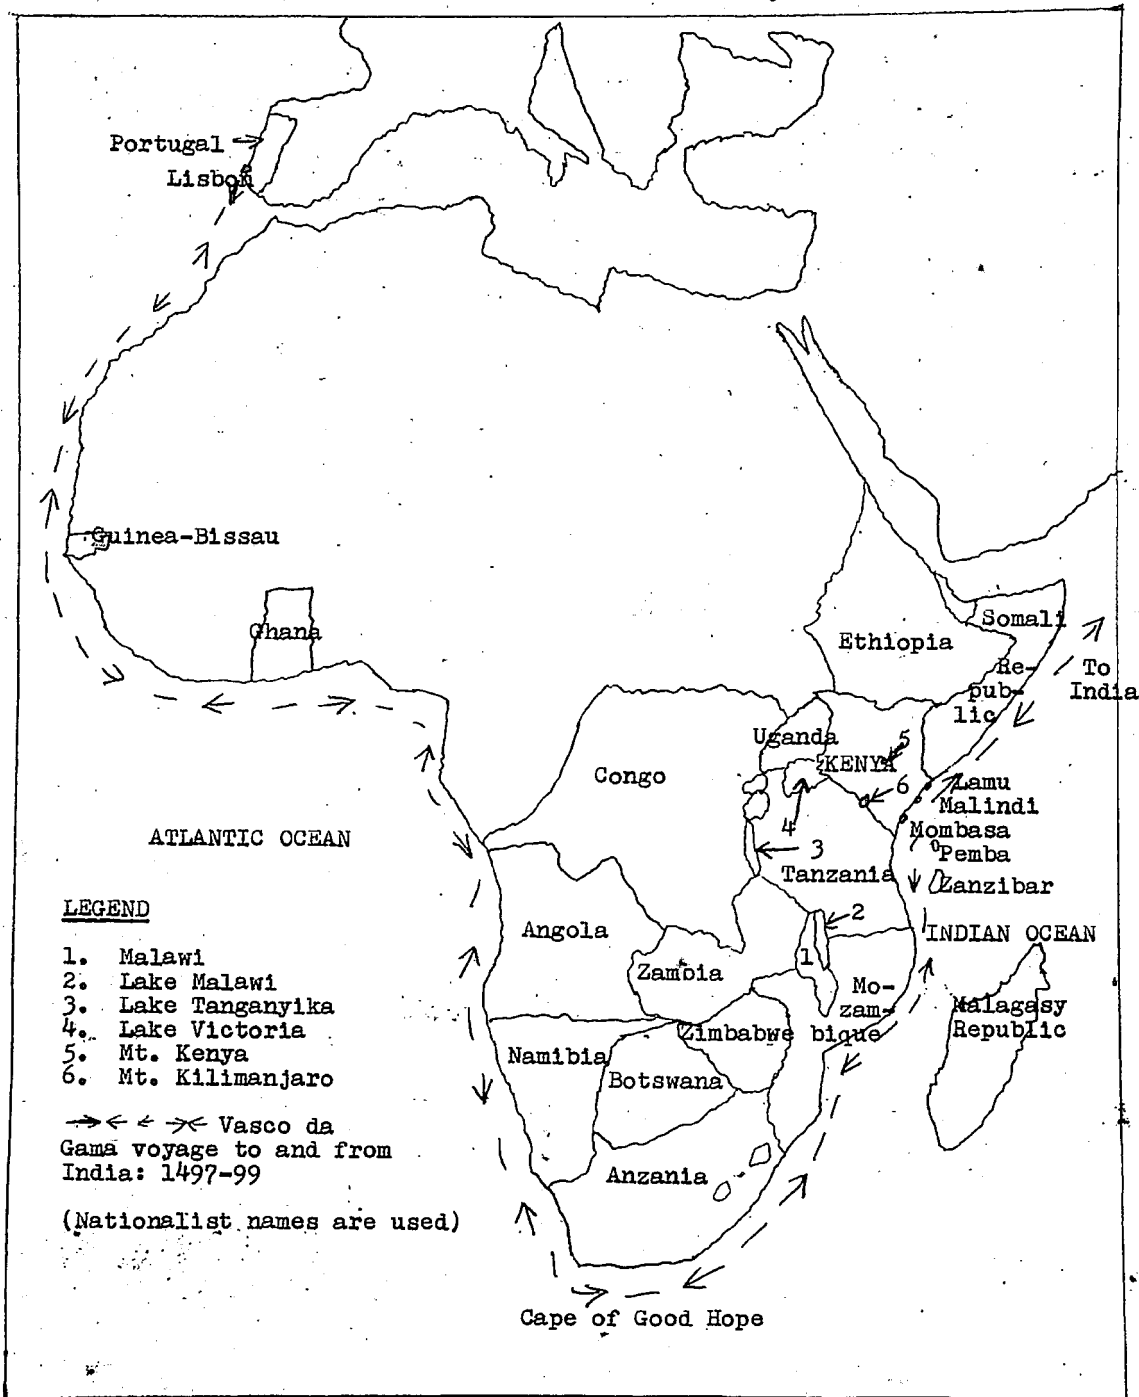 Portugal
Lisbon
Guinea-Bissau
Ghana
Somali
Ethiopia
Re-
pub-
lic
To
India
Uganda
5
KENYA
Congo
6
Lamu
Malindi
4
Mombasa
3
Pemba
Tanzania
Zanzibar
ATLANTIC OCEAN
2
INDIAN OCEAN
Angola
1
Zambia
Mo-
zam-
bique
Malagasy
Republic
Zimbabwe
Namibia
Botswana
Anzania
Cape of Good Hope
LEGEND
1. Malawi
2. Lake Malawi
3. Lake Tanganyika
4. Lake Victoria
5. Mt. Kenya
6. Mt. Kilimanjaro
Vasco da
Gama voyage to and from
India: 1497-99
(Nationalist names are used)